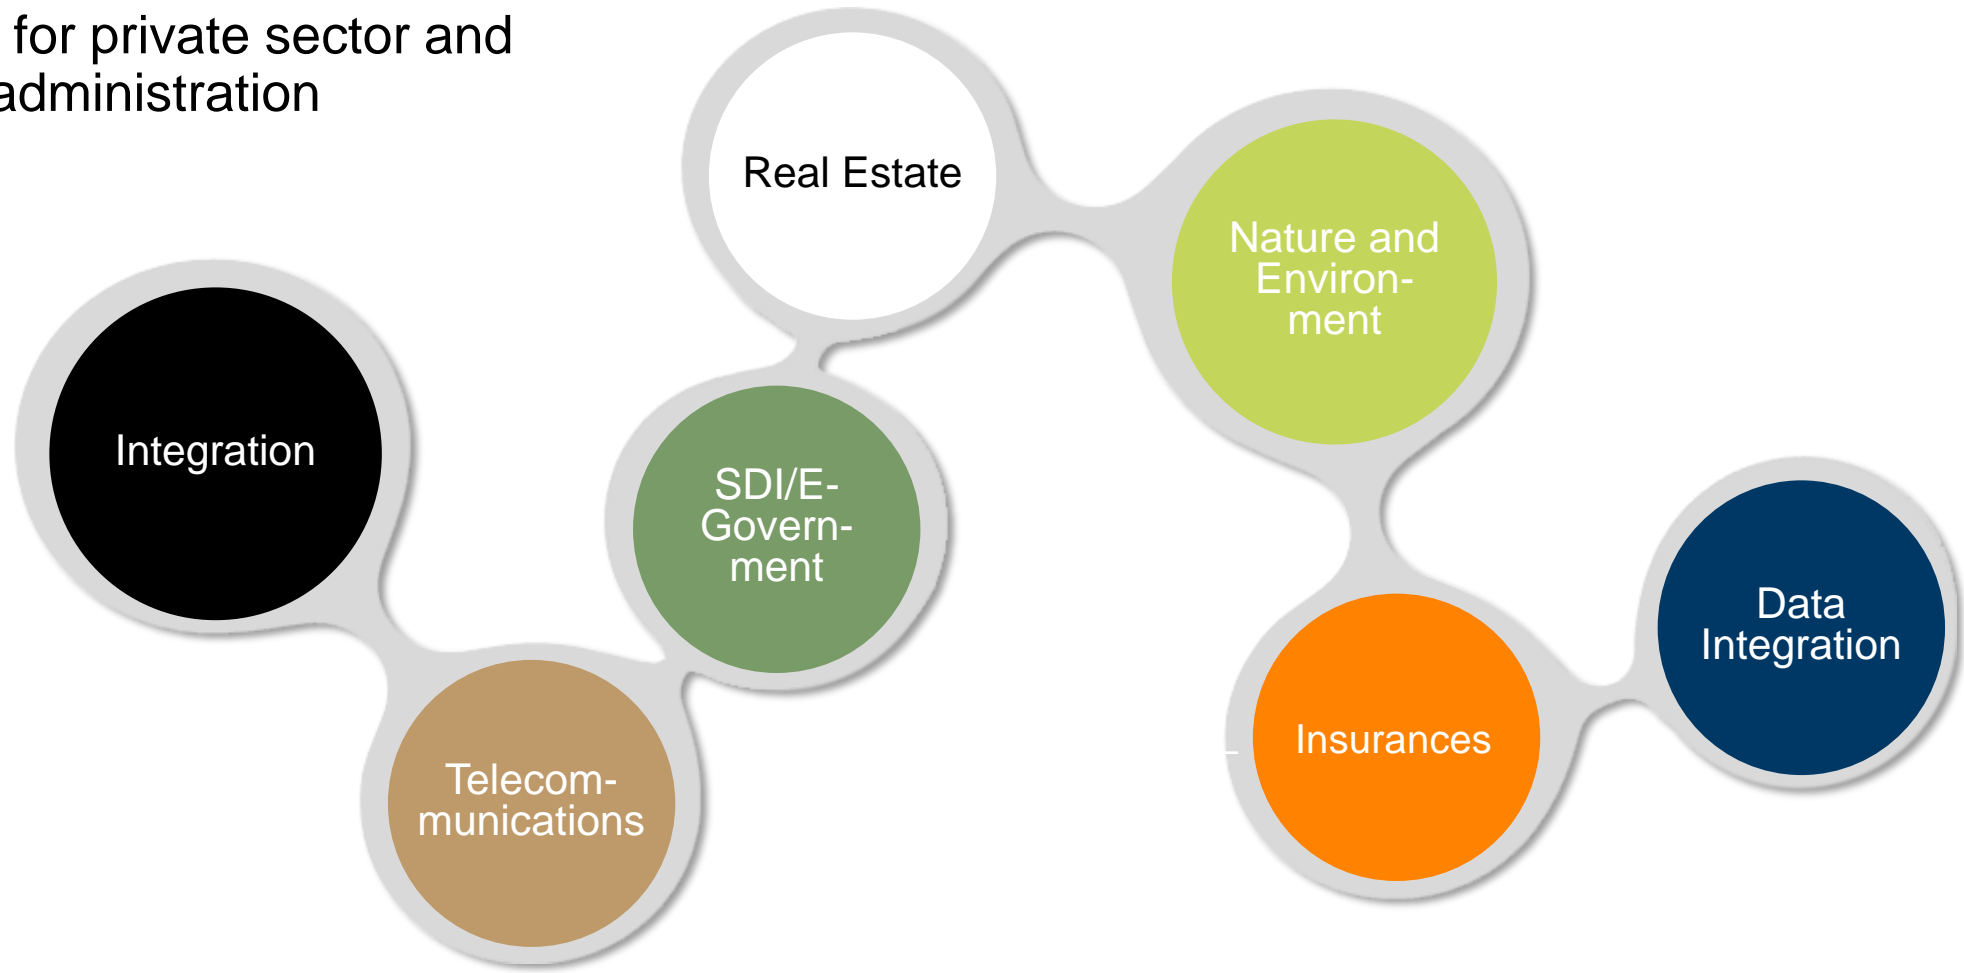 for private sector and
administration
Real Estate
Nature and
Environ-
ment
Integration
SDI/E-
Govern-
ment
Data
Integration
Insurances
Telecom-
munications